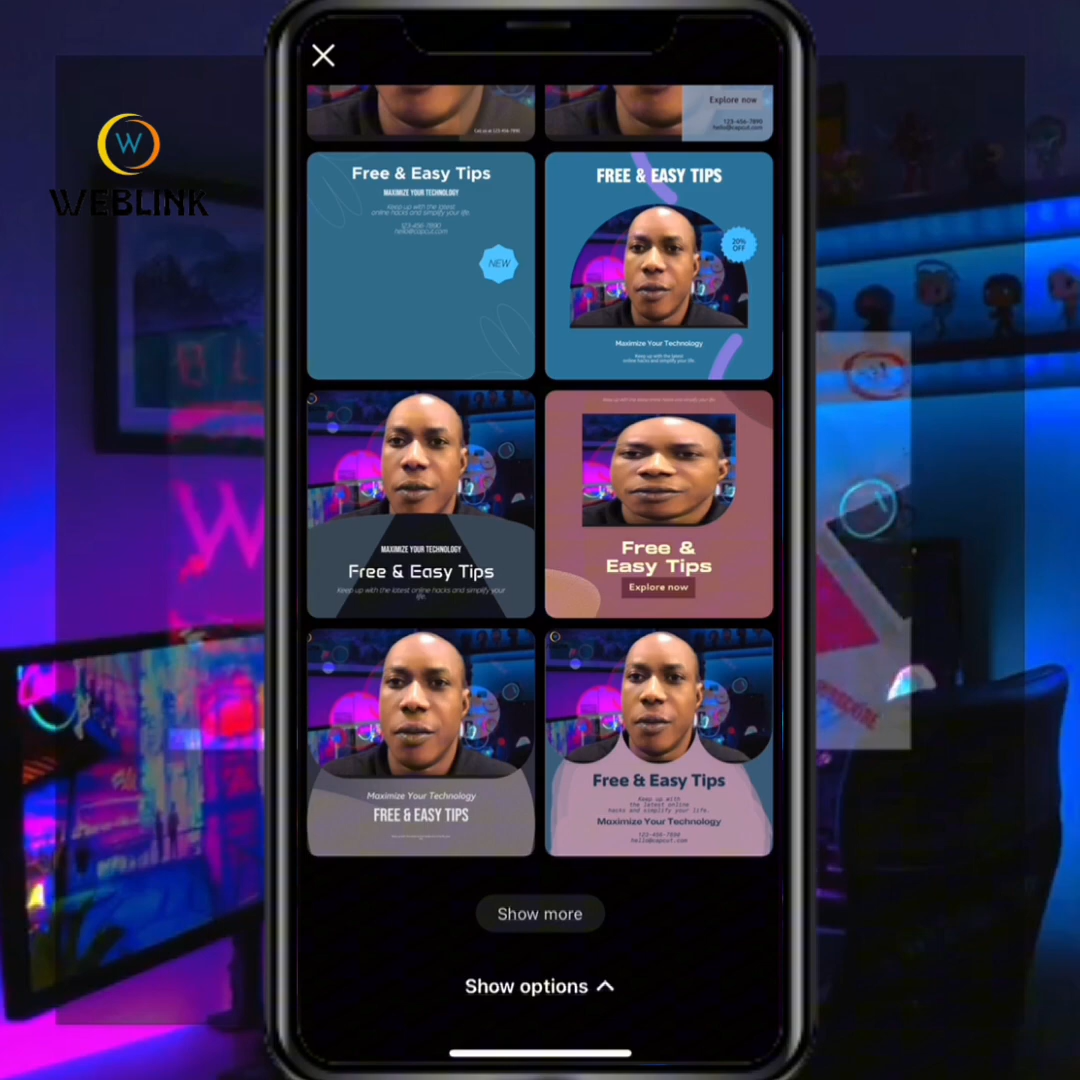 W
WEBLINK
Call us at 123-456-7890
Explore now
123-456-7890
hello@capcut.com
Free & Easy Tips
MAXIMIZE YOUR TECHNOLOGY
Keep up with the latest
online hacks and simplify your life.
123-456-7890
hello@capcut.com
NEW
FREE & EASY TIPS
20%
OFF
Maximize Your Technology
Keep up with the latest
online hacks and simplify your life.
MAXIMIZE YOUR TECHNOLOGY
Free & Easy Tips
Keep up with the latest online hacks and simplify your
life.
Keep up with the latest online hacks and simplify your life.
Free &
Easy Tips
Explore now
Maximize Your Technology
FREE & EASY TIPS
Free & Easy Tips
Keep up with
the latest online
hacks and simplify your life.
Maximize Your Technology
123-456-7890
hello@capcut.com
Show more
Show options